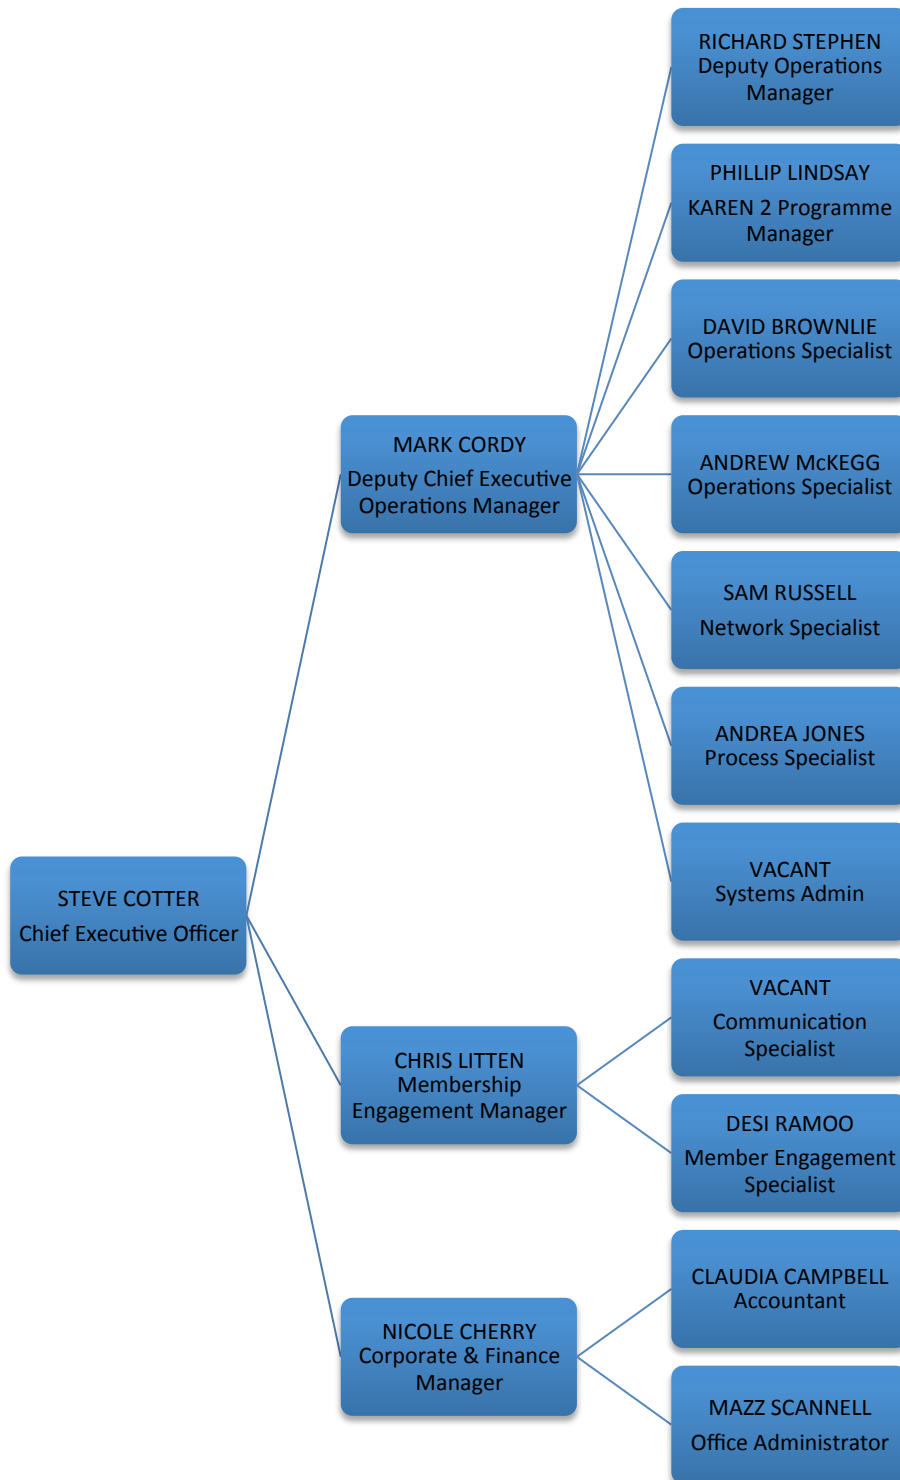 RICHARD STEPHEN
Deputy Operations
Manager
PHILLIP LINDSAY
KAREN 2 Programme
Manager
DAVID BROWNLIE
Operations Specialist
MARK CORDY
Deputy Chief Executive
Operations Manager
ANDREW McKEGG
Operations Specialist
SAM RUSSELL
Network Specialist
ANDREA JONES
Process Specialist
VACANT
Systems Admin
STEVE COTTER
Chief Executive Officer
VACANT
Communication
Specialist
CHRIS LITTEN
Membership
Engagement Manager
DESI RAMOO
Member Engagement
Specialist
CLAUDIA CAMPBELL
Accountant
NICOLE CHERRY
Corporate & Finance
Manager
MAZZ SCANNELL
Office Administrator